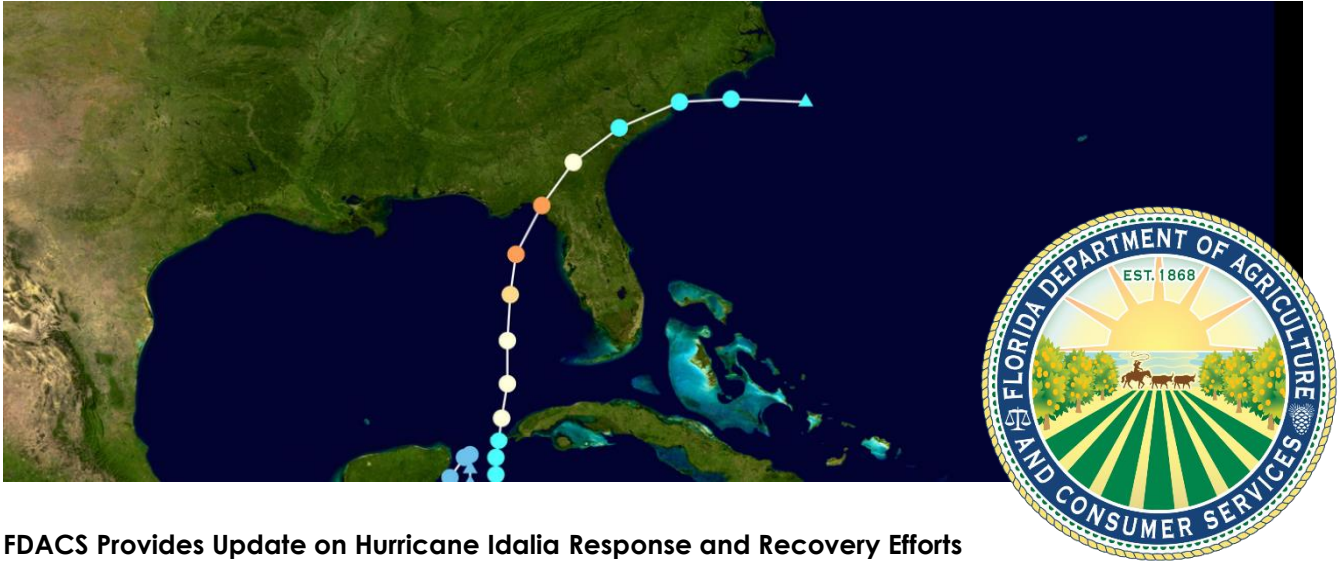 EST. 1868
FLORIDA DEPARTMENT OF AGRICULTURE
AND CONSUMER SERVICES
FDACS Provides Update on Hurricane Idalia Response and Recovery Efforts